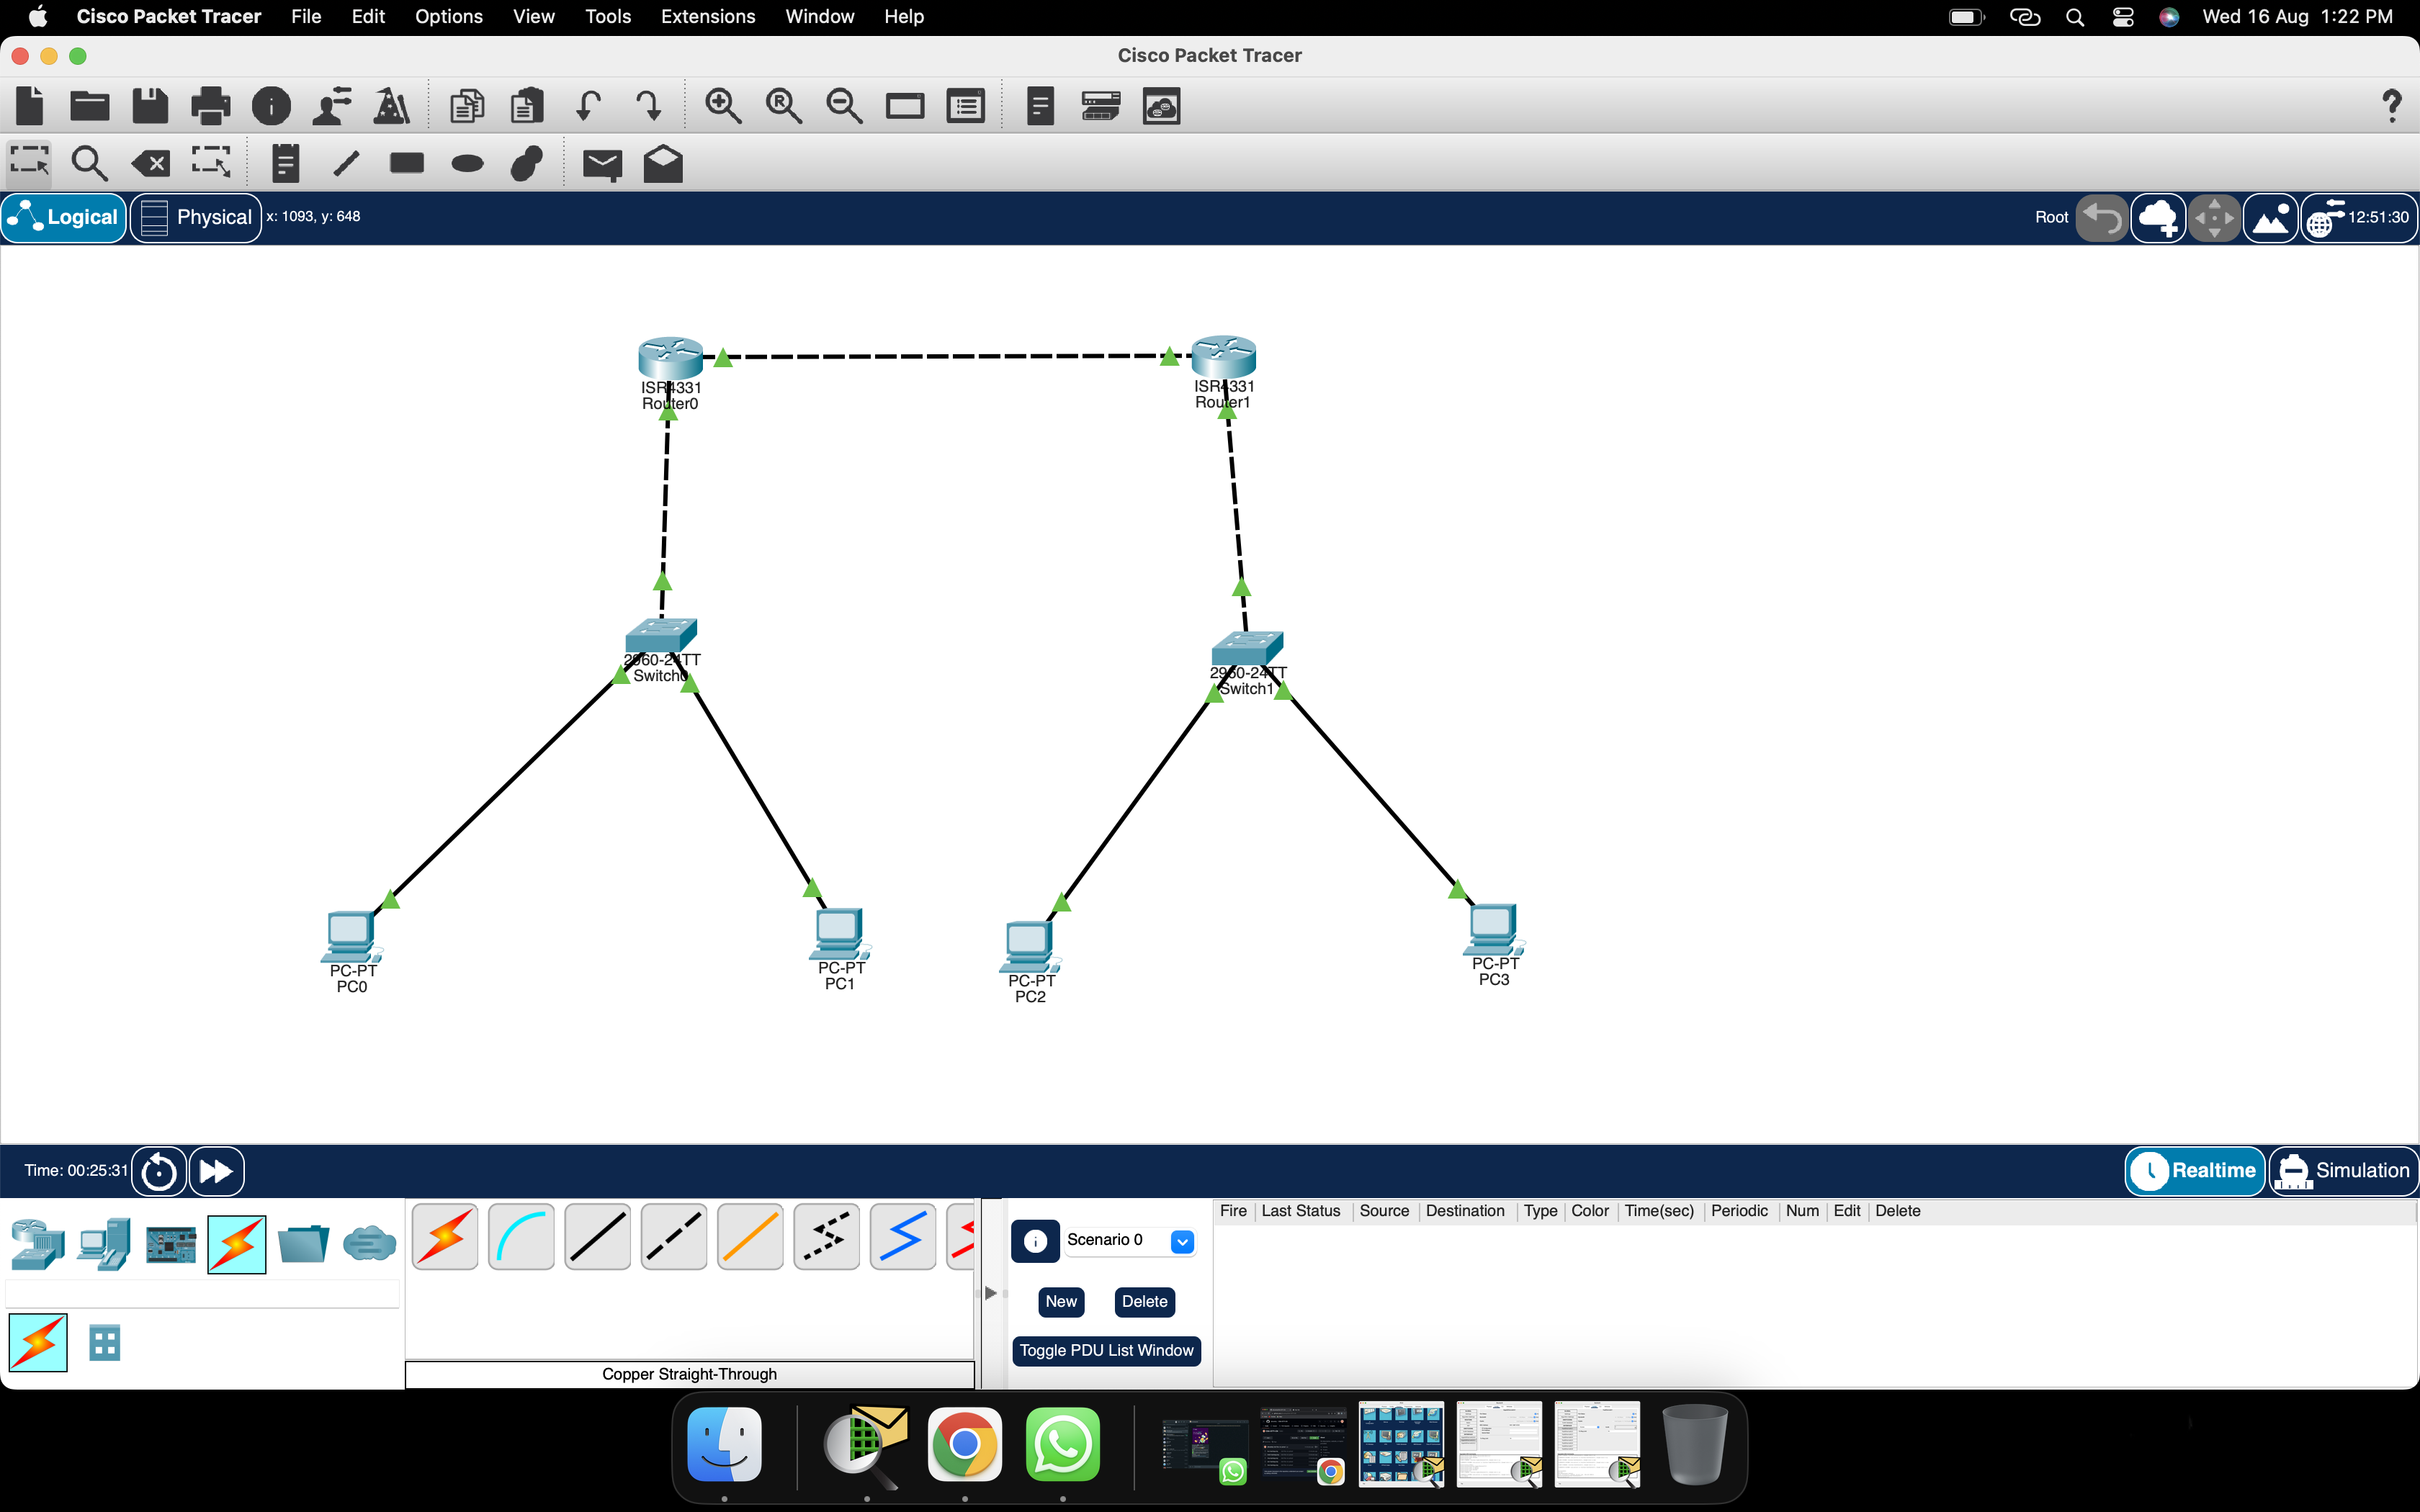 Cisco Packet Tracer File Edit Options View Tools Extensions Window Help Wed 16 Aug 1:22 PM
Cisco Packet Tracer
Logical Physical x: 1093, y: 648 Root 12:51:30
ISR4331
Router0
ISR4331
Router1
2960-24TT
Switch0
2960-24TT
Switch1
PC-PT
PC0
PC-PT
PC1
PC-PT
PC2
PC-PT
PC3
Time: 00:25:31 Realtime Simulation
Fire Last Status Source Destination Type Color Time(sec) Periodic Num Edit Delete
Scenario 0
New Delete
Toggle PDU List Window
Copper Straight-Through